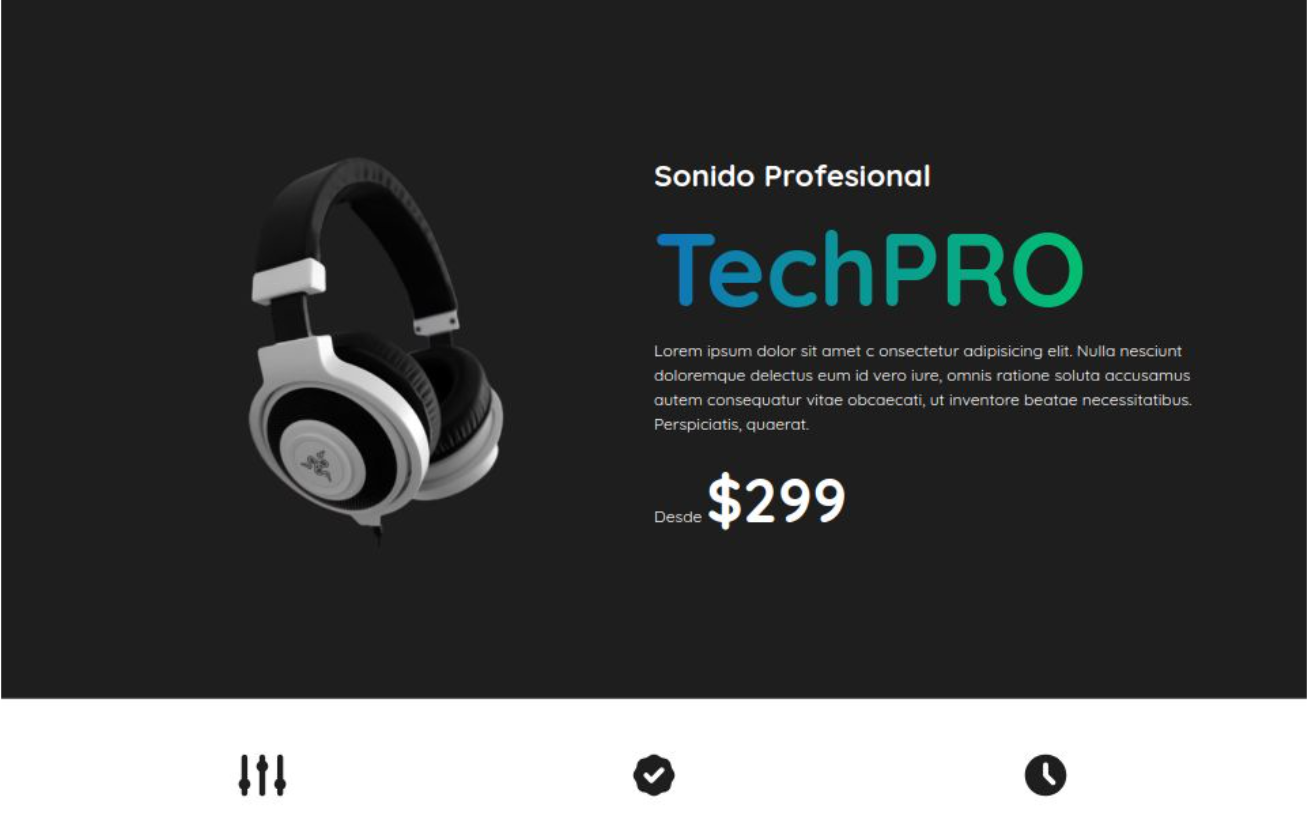 Sonido Profesional
TechPRO
Lorem ipsum dolor sit amet c onsectetur adipisicing elit. Nulla nesciunt
doloremque delectus eum id vero iure, omnis ratione soluta accusamus
autem consequatur vitae obcaecati, ut inventore beatae necessitatibus.
Perspiciatis, quaerat.
Desde $299